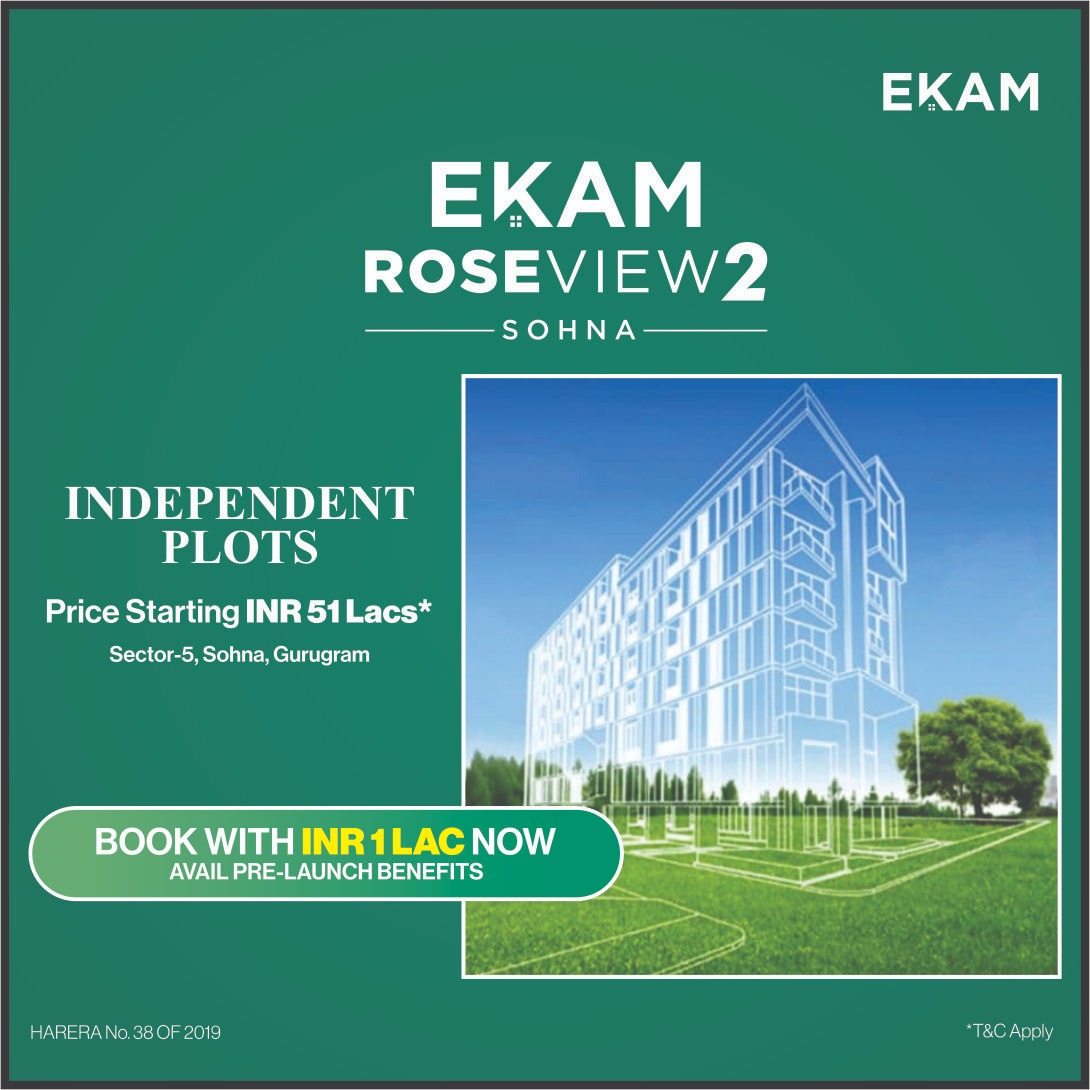 EKAM
EKAM
ROSEVIEW2
SOHNA
INDEPENDENT
PLOTS
Price Starting INR 51 Lacs*
Sector-5, Sohna, Gurugram
BOOK WITH INR 1 LAC NOW
AVAIL PRE-LAUNCH BENEFITS
HARERA No. 38 OF 2019
*T&C Apply